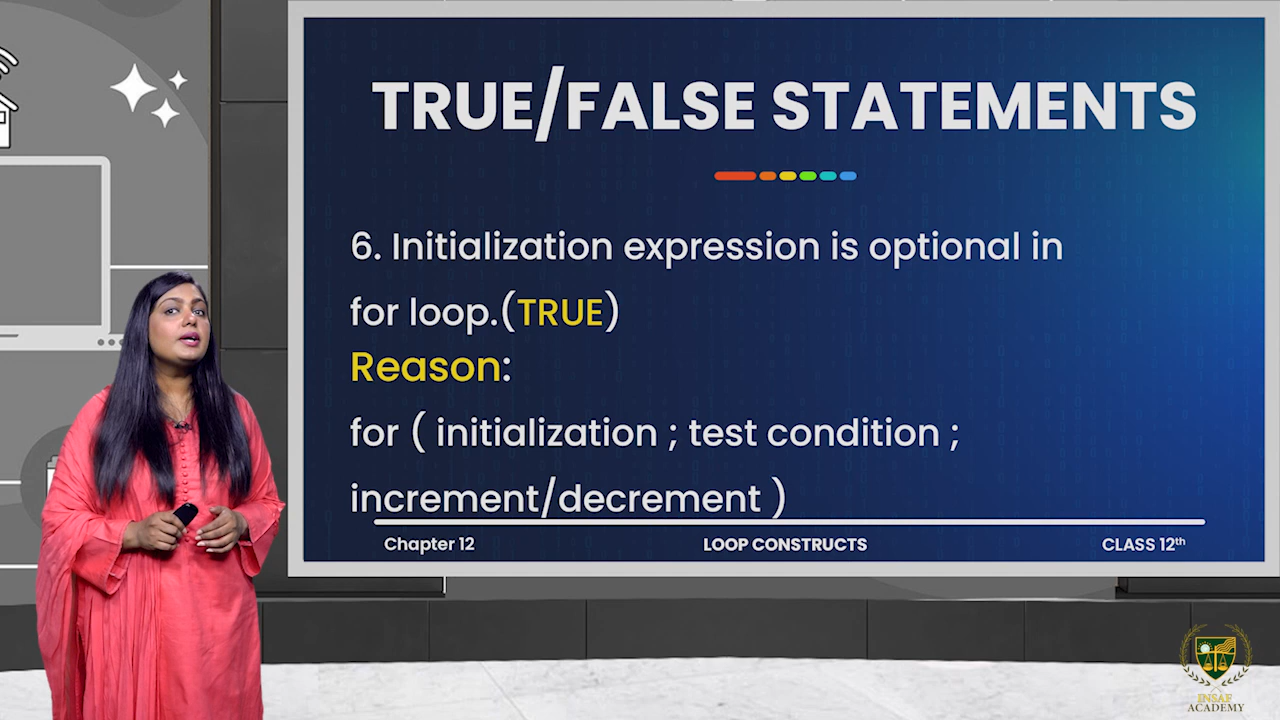 TRUE/FALSE STATEMENTS
6. Initialization expression is optional in
for loop.(TRUE)
Reason:
for ( initialization ; test condition ;
increment/decrement )
Chapter 12 LOOP CONSTRUCTS CLASS 12th
INSAF
ACADEMY